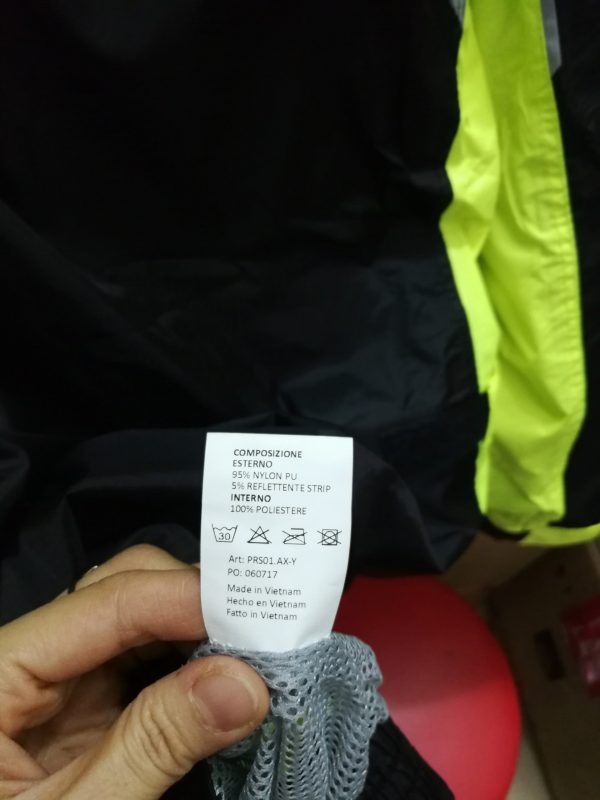 COMPOSIZIONE
ESTERNO
95% NYLON PU
5% REFLETTENTE STRIP
INTERNO
100% POLIESTERE
30
Art: PRS01.AX-Y
PO: 060717
Made in Vietnam
Hecho en Vietnam
Fatto in Vietnam